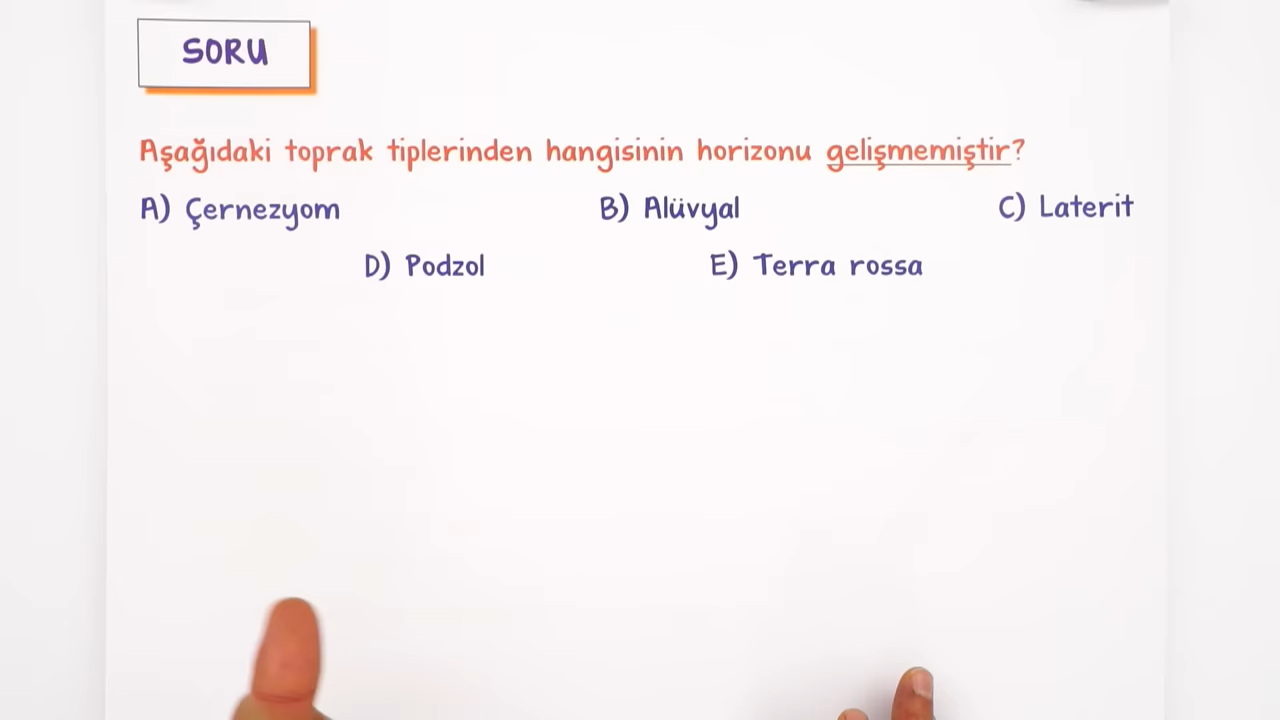 SORU
Aşağıdaki toprak tiplerinden hangisinin horizonu gelişmemiştir?
A) Çernezyom B) Alüvyal C) Laterit
D) Podzol E) Terra rossa